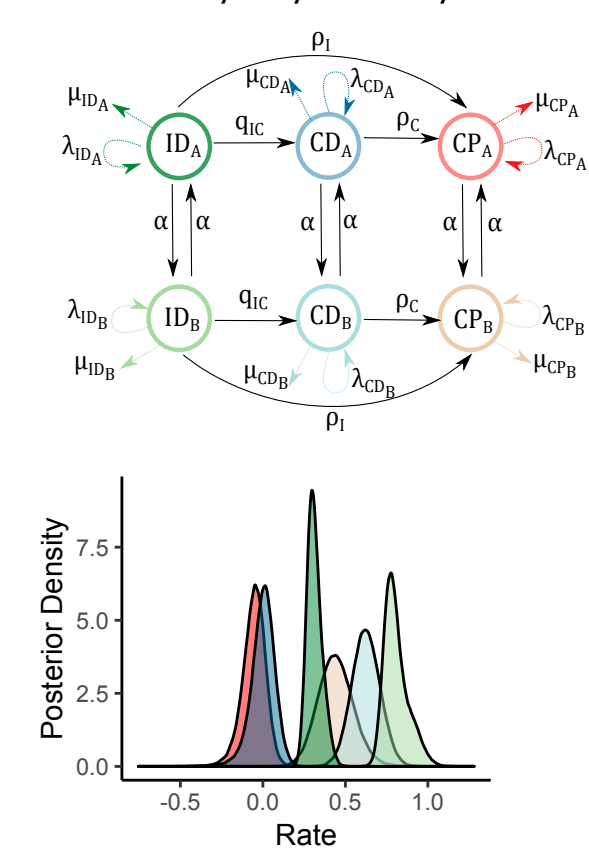 ρI
μCDA λCDA
μIDA μCPA
qIC ρC
λIDA IDA CDA CPA λCPA
α α α α α α
qIC ρC
λIDB IDB CDB CPB λCPB
μIDB μCDB λCDB μCPB
ρI
Posterior Density
7.5
5.0
2.5
0.0
-0.5 0.0 0.5 1.0
Rate